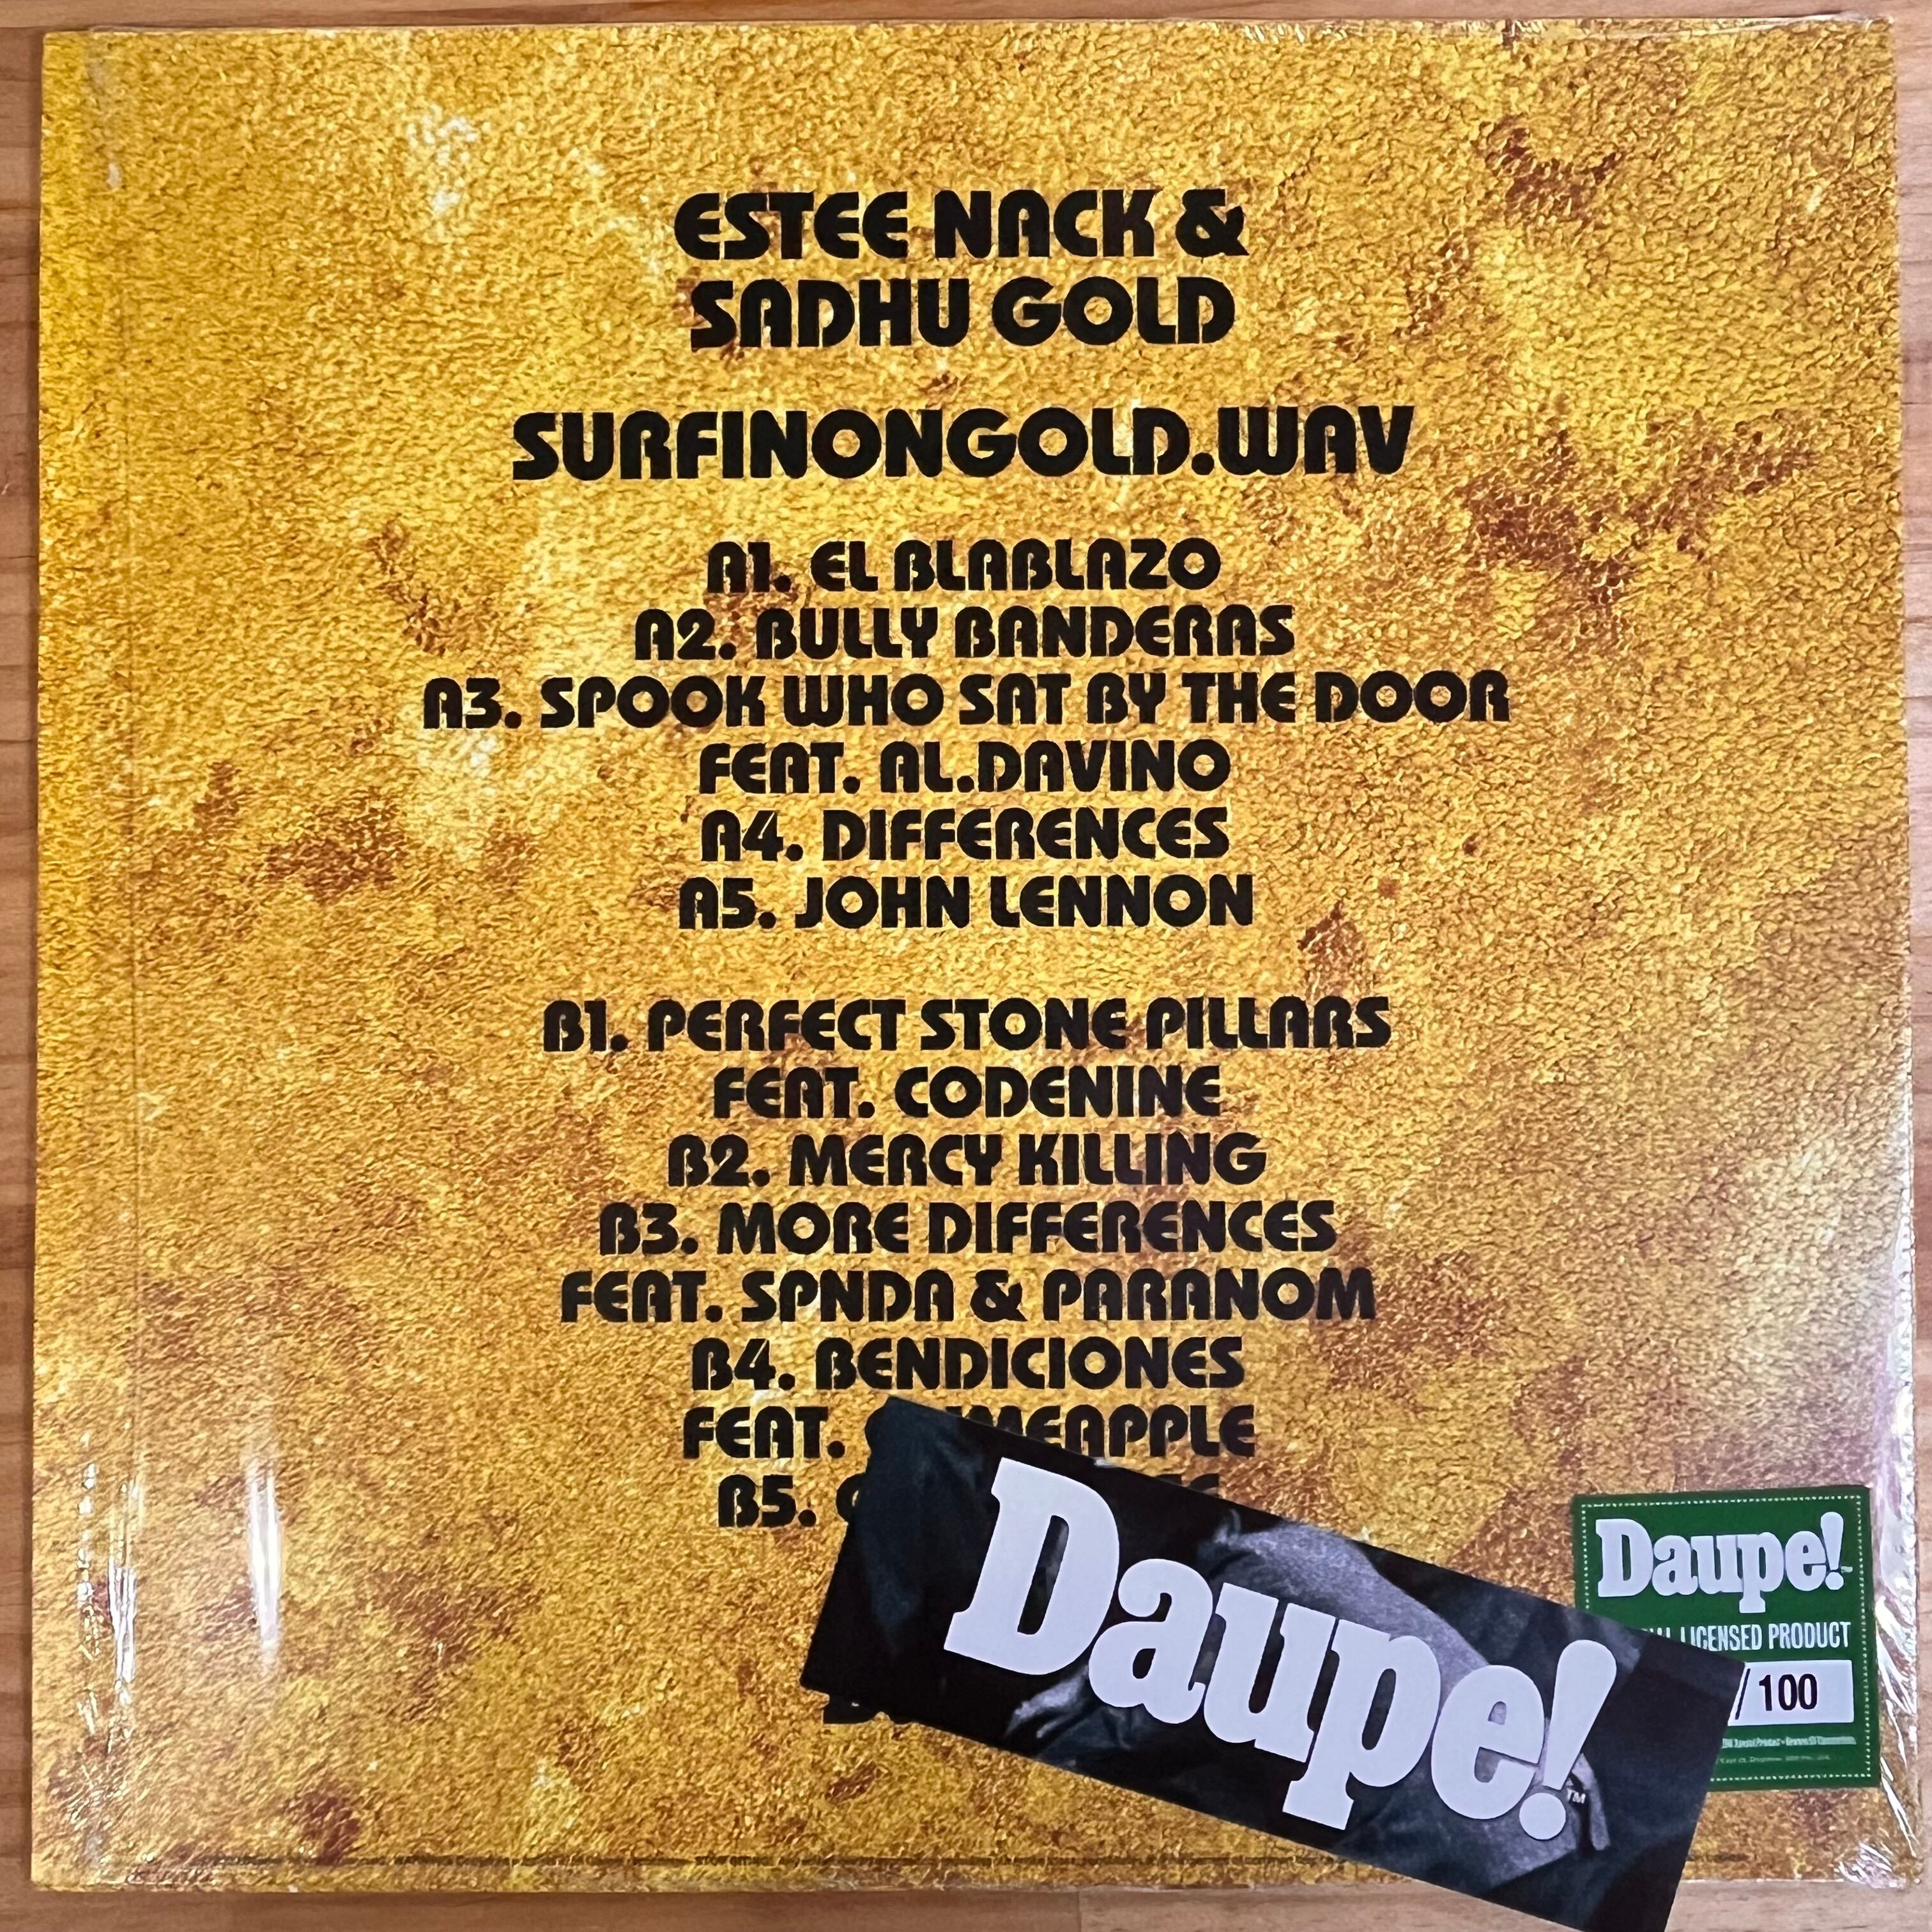 ESTEE NACK &
SADHU GOLD
SURFINONGOLD.WAV
A1. EL BLABLAZO
A2. BULLY BANDERAS
A3. SPOOK WHO SAT BY THE DOOR
FEAT. AL.DAVINO
A4. DIFFERENCES
A5. JOHN LENNON
B1. PERFECT STONE PILLARS
FEAT. CODENINE
B2. MERCY KILLING
B3. MORE DIFFERENCES
FEAT. SPNDA & PARANOM
B4. BENDICIONES
FEAT.
B5.
Daupe!
TM
Daupe!
LICENSED PRODUCT
/ 100